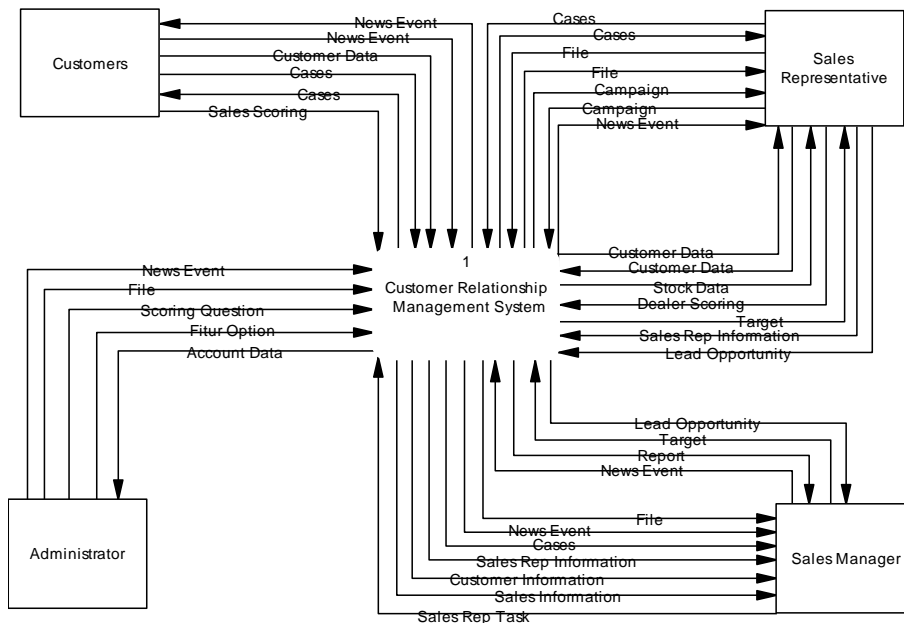 News Event
News Event
Customer Data
Cases
Cases
Sales Scoring
Customers
Cases
Cases
File
File
Campaign
Campaign
News Event
Sales
Representative
1
Customer Relationship
Management System
Customer Data
Customer Data
Stock Data
Dealer Scoring
Target
Sales Rep Information
Lead Opportunity
News Event
File
Scoring Question
Fitur Option
Account Data
Administrator
Lead Opportunity
Target
Report
News Event
File
News Event
Cases
Sales Rep Information
Customer Information
Sales Information
Sales Rep Task
Sales Manager